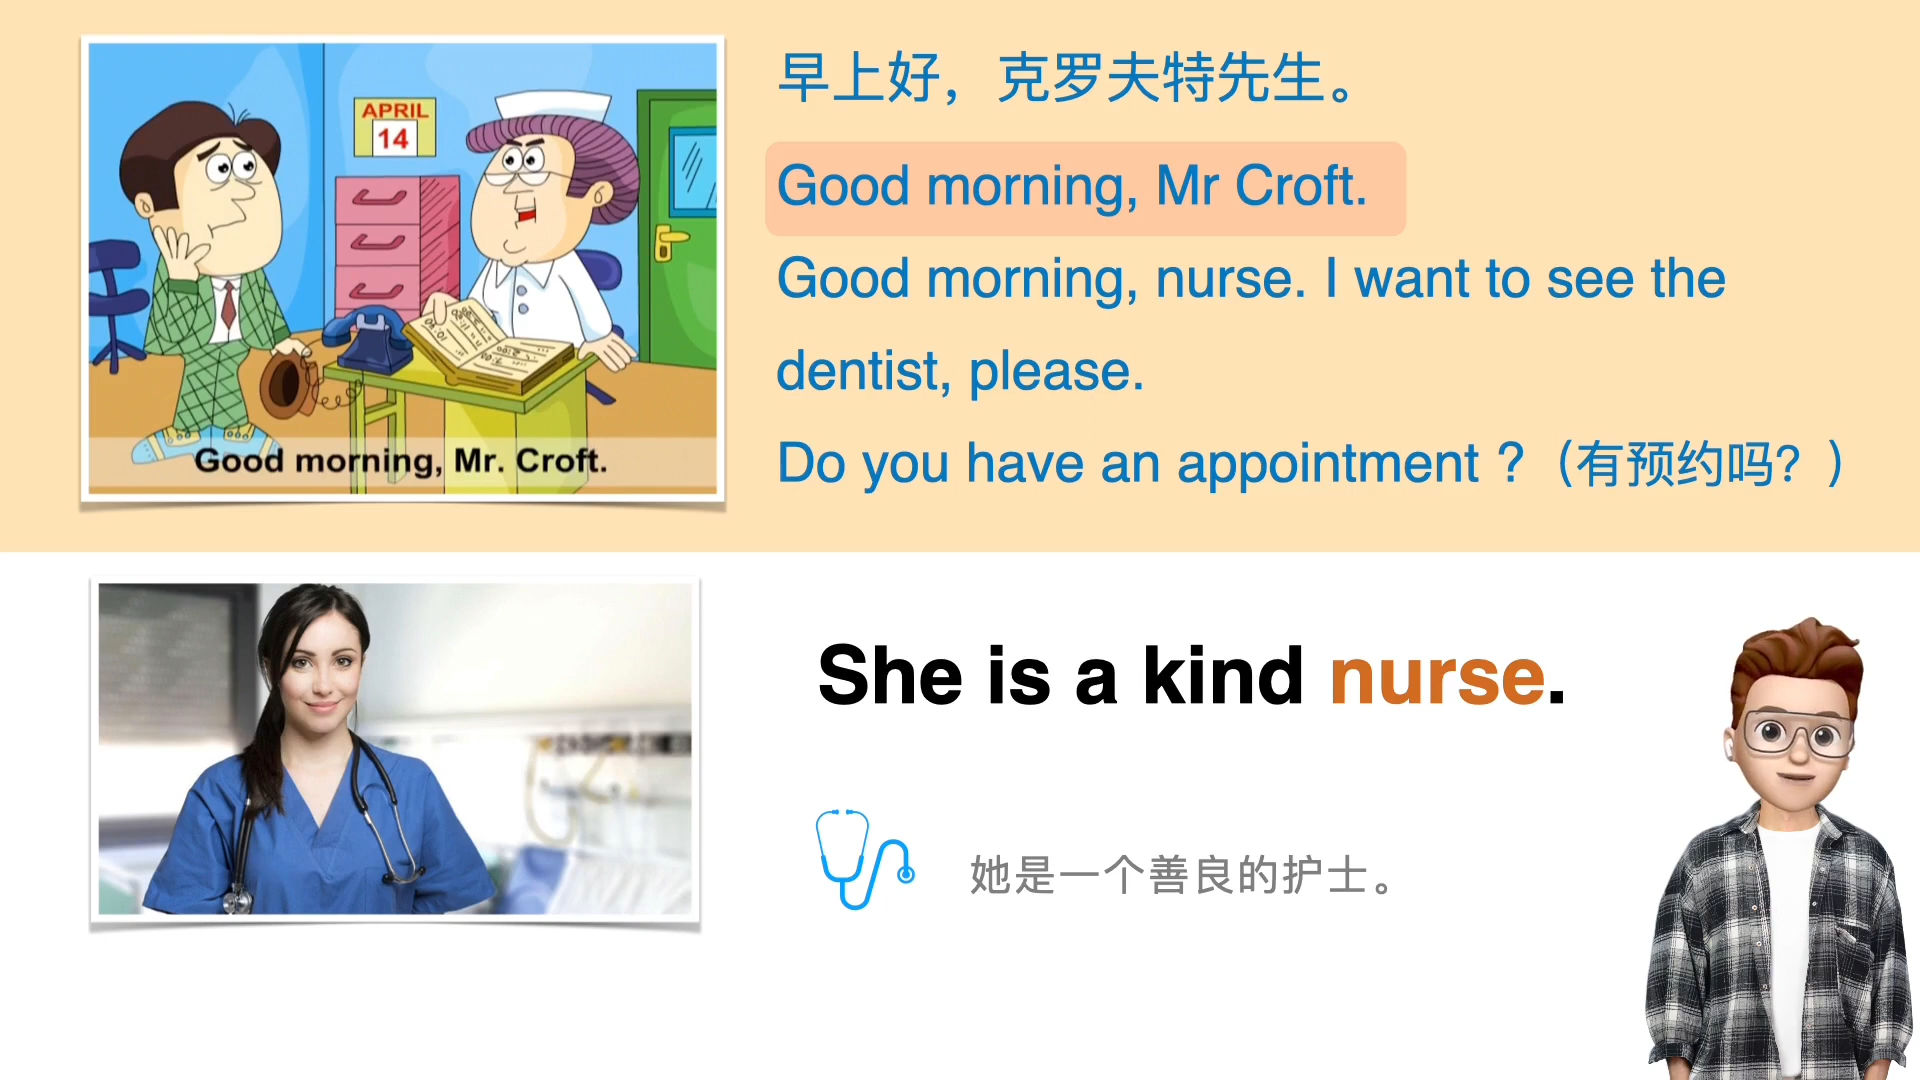 APRIL
14
Good morning, Mr. Croft.
早上好，克罗夫特先生。
Good morning, Mr Croft.
Good morning, nurse. I want to see the
dentist, please.
Do you have an appointment ?（有预约吗？）
She is a kind nurse.
她是一个善良的护士。